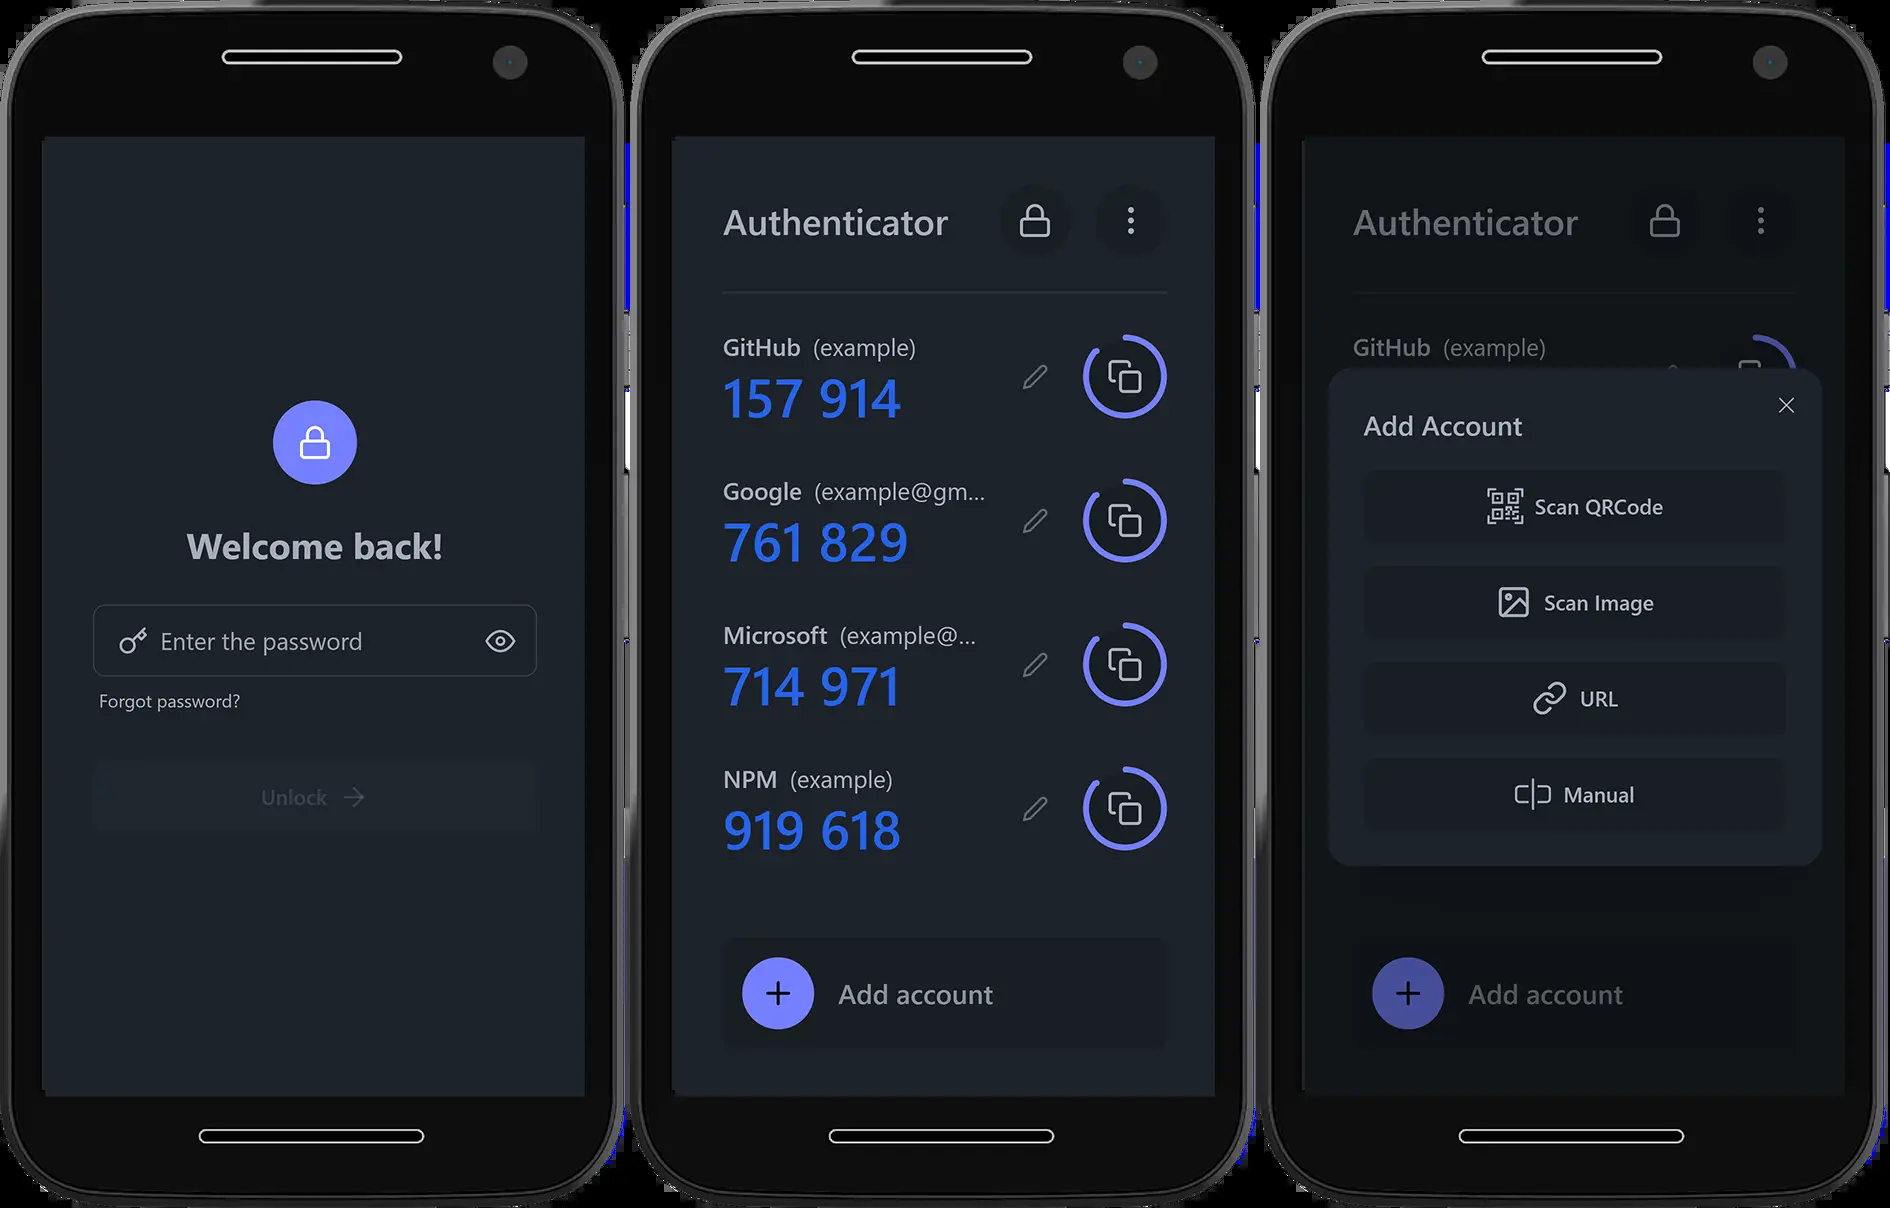 Welcome back!
Enter the password
Forgot password?
Unlock
Authenticator
GitHub (example)
157 914
Google (example@gm...
761 829
Microsoft (example@...
714 971
NPM (example)
919 618
Add account
Authenticator
GitHub (example)
Add Account
Scan QRCode
Scan Image
URL
Manual
Add account